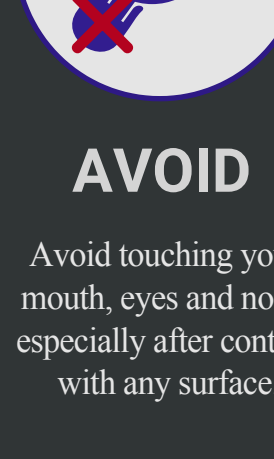 AVOID
Avoid touching yo
mouth, eyes and no
especially after cont
with any surface